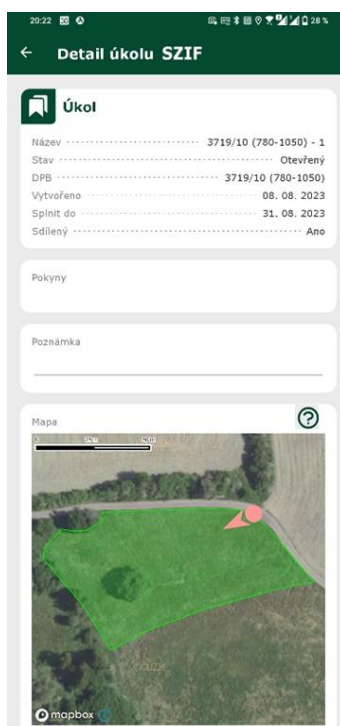 20:22
28 %
← Detail úkolu SZIF
Úkol
Název 3719/10 (780-1050) - 1
Stav Otevřený
DPB 3719/10 (780-1050)
Vytvořeno 08. 08. 2023
Splnit do 31. 08. 2023
Sdílený Ano
Pokyny
Poznámka
Mapa
?
mapbox